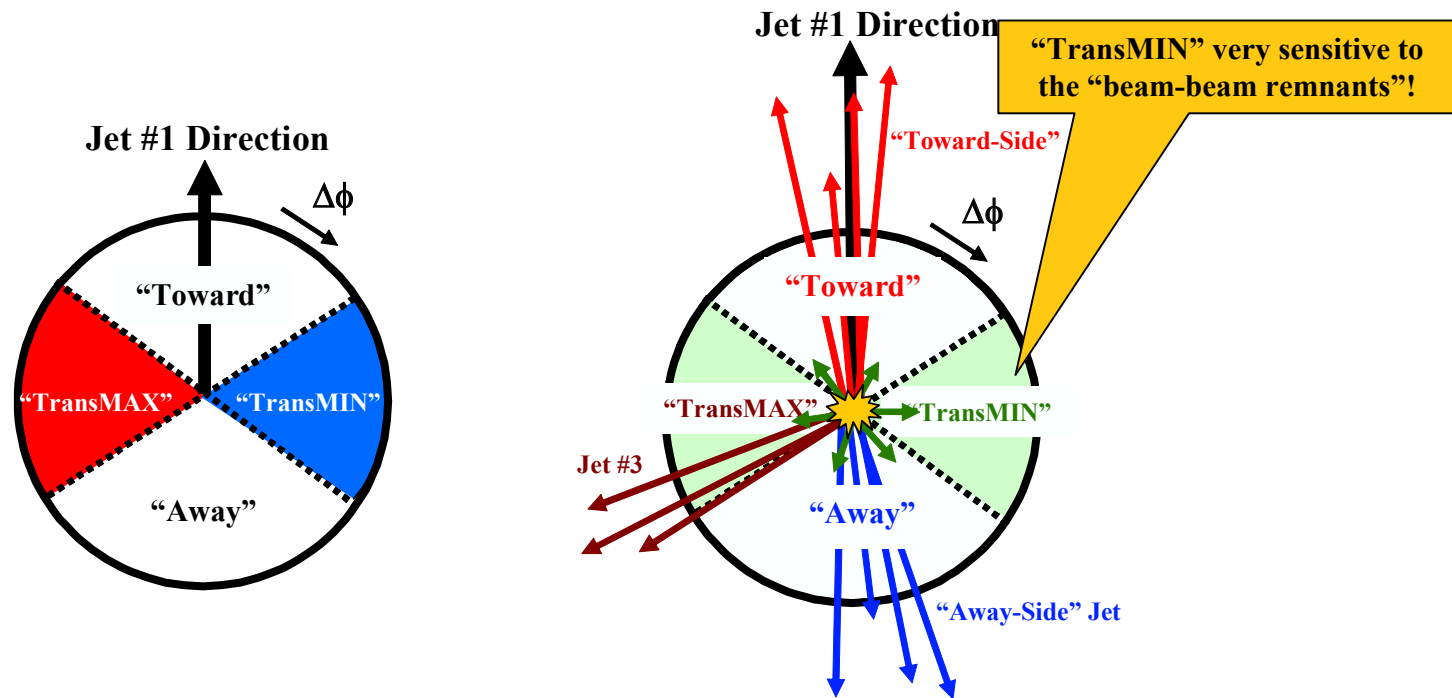 Jet #1 Direction
Δϕ
“Toward”
“TransMAX”
“TransMIN”
“Away”
Jet #1 Direction
“TransMIN” very sensitive to
the “beam-beam remnants”!
“Toward-Side”
Δϕ
“Toward”
“TransMAX”
“TransMIN”
Jet #3
“Away”
“Away-Side” Jet